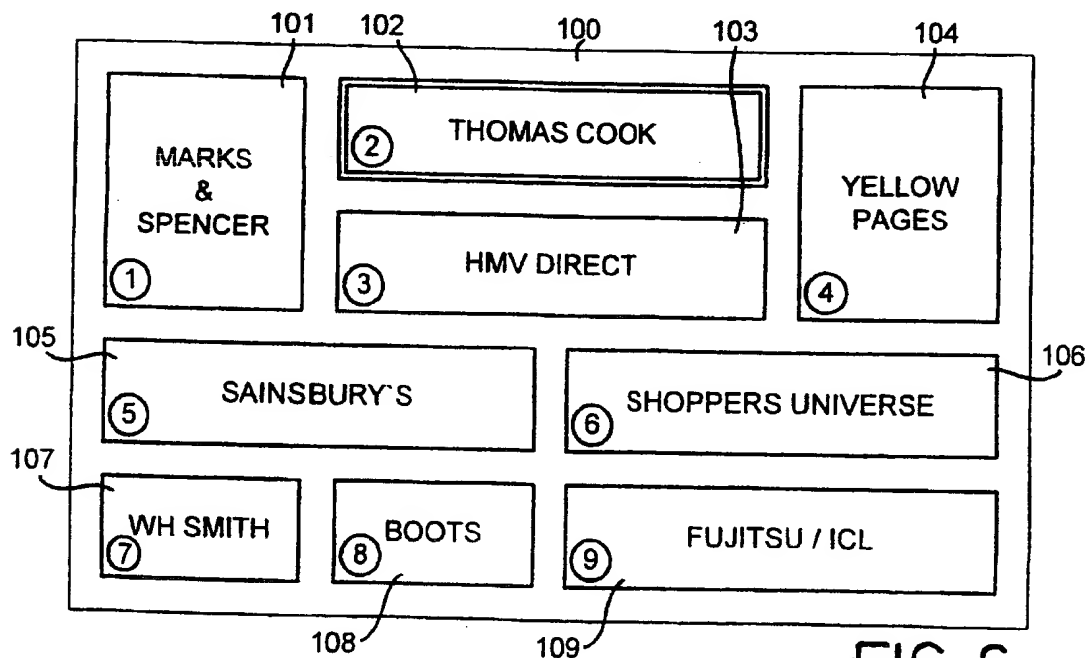 101
102
100
103
104
MARKS
&
SPENCER
1
THOMAS COOK
2
HMV DIRECT
3
YELLOW
PAGES
4
105
SAINSBURY`S
5
SHOPPERS UNIVERSE
6
106
107
WH SMITH
7
BOOTS
8
FUJITSU / ICL
9
108
109